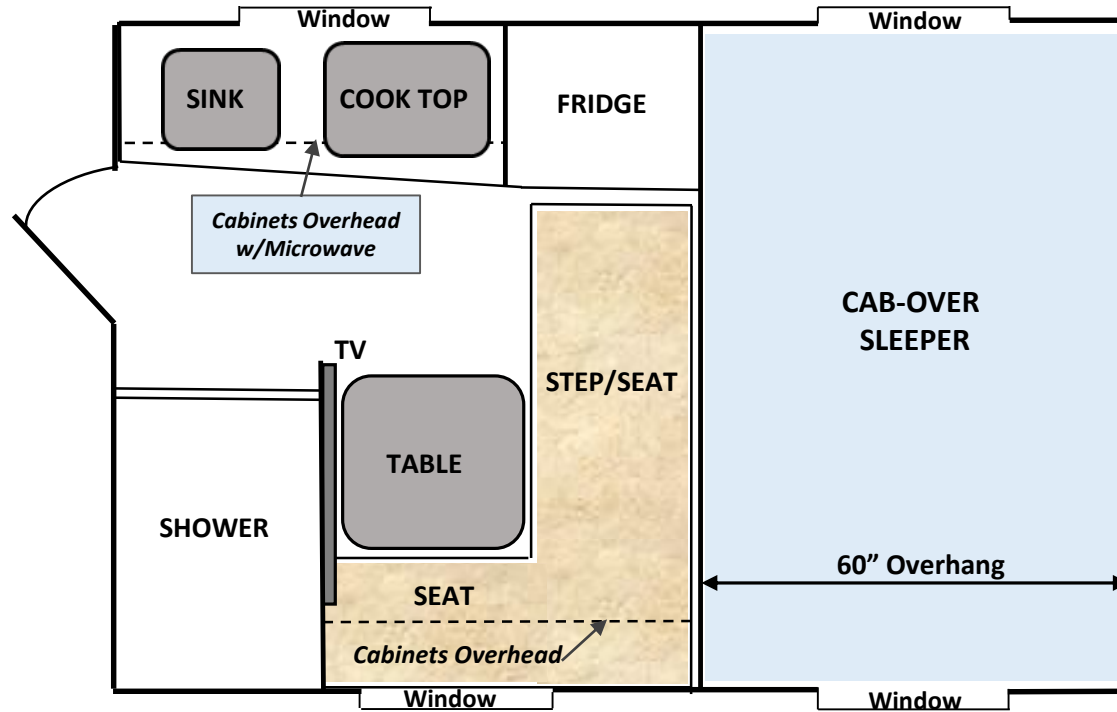 Window
Window
SINK
COOK TOP
FRIDGE
Cabinets Overhead
w/Microwave
CAB-OVER
SLEEPER
TV
STEP/SEAT
TABLE
SHOWER
60” Overhang
SEAT
Cabinets Overhead
Window
Window